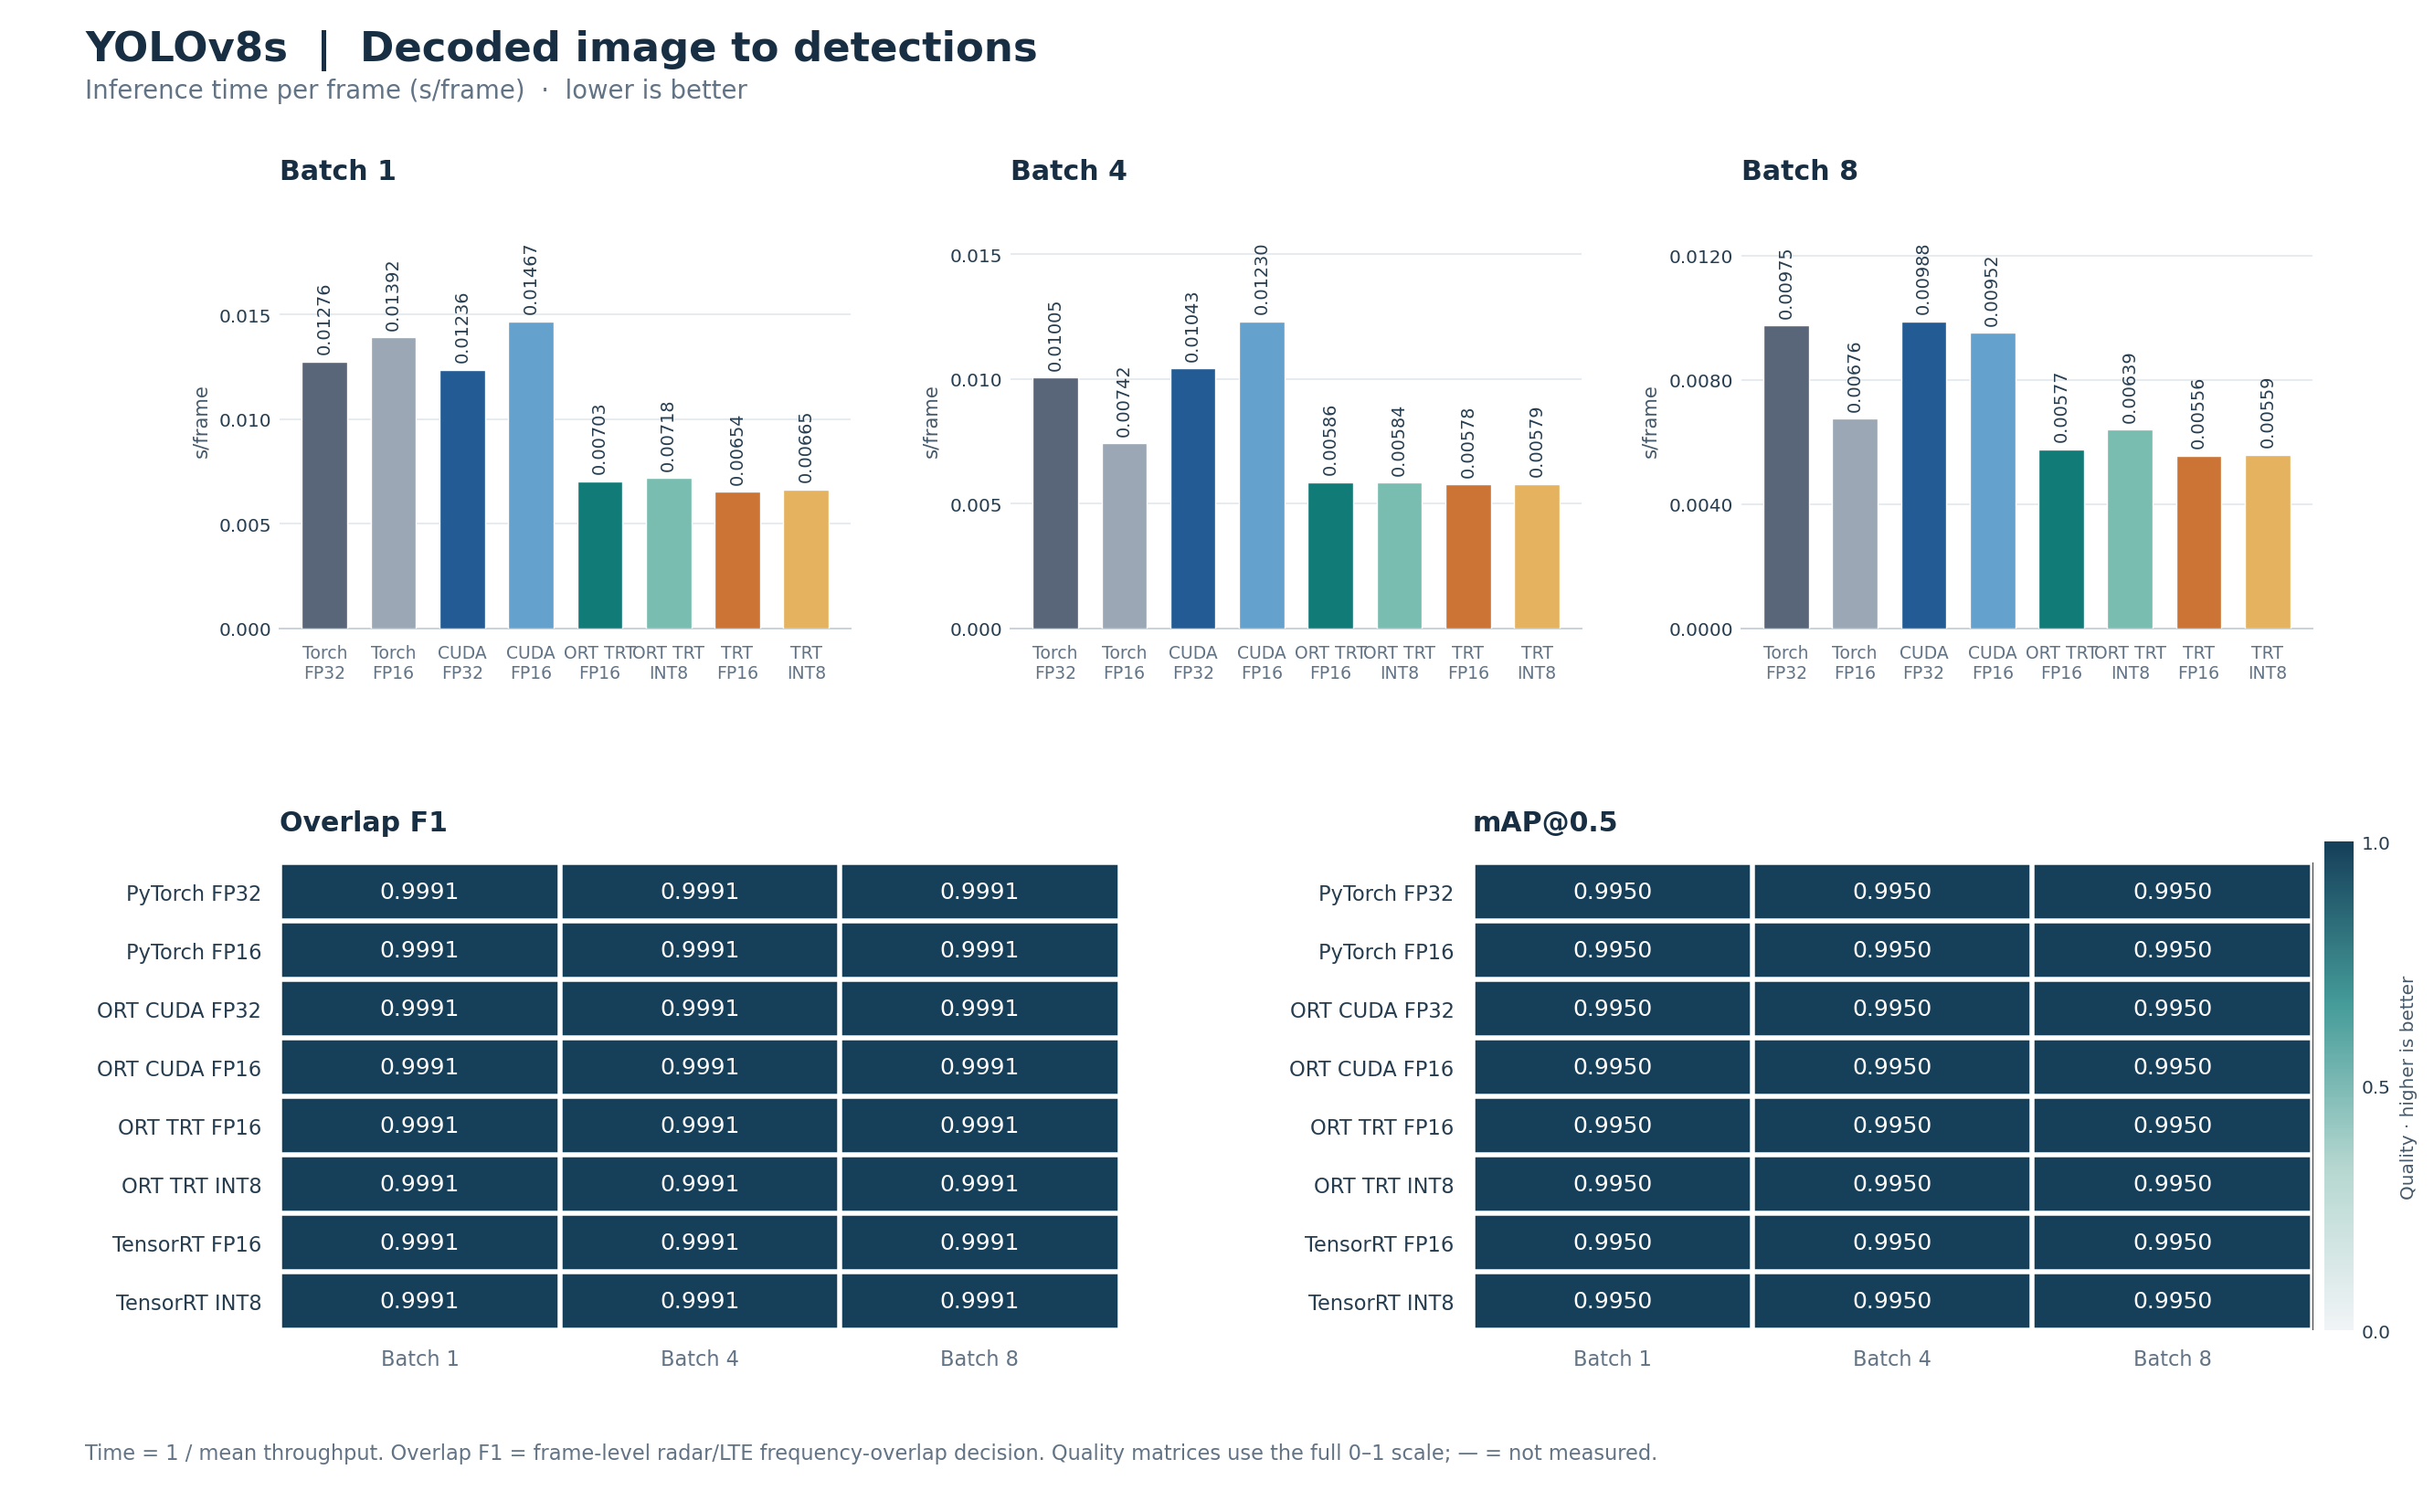 YOLOv8s | Decoded image to detections
Inference time per frame (s/frame) · lower is better
Batch 1
s/frame
0.015
0.010
0.005
0.000
0.01276
0.01392
0.01236
0.01467
0.00703
0.00718
0.00654
0.00665
Torch FP32
Torch FP16
CUDA FP32
CUDA FP16
ORT TRT FP16
ORT TRT INT8
TRT FP16
TRT INT8
Batch 4
s/frame
0.015
0.010
0.005
0.000
0.01005
0.00742
0.01043
0.01230
0.00586
0.00584
0.00578
0.00579
Torch FP32
Torch FP16
CUDA FP32
CUDA FP16
ORT TRT FP16
ORT TRT INT8
TRT FP16
TRT INT8
Batch 8
s/frame
0.0120
0.0080
0.0040
0.0000
0.00975
0.00676
0.00988
0.00952
0.00577
0.00639
0.00556
0.00559
Torch FP32
Torch FP16
CUDA FP32
CUDA FP16
ORT TRT FP16
ORT TRT INT8
TRT FP16
TRT INT8
Overlap F1
PyTorch FP32 0.9991 0.9991 0.9991
PyTorch FP16 0.9991 0.9991 0.9991
ORT CUDA FP32 0.9991 0.9991 0.9991
ORT CUDA FP16 0.9991 0.9991 0.9991
ORT TRT FP16 0.9991 0.9991 0.9991
ORT TRT INT8 0.9991 0.9991 0.9991
TensorRT FP16 0.9991 0.9991 0.9991
TensorRT INT8 0.9991 0.9991 0.9991
Batch 1 Batch 4 Batch 8
mAP@0.5
PyTorch FP32 0.9950 0.9950 0.9950
PyTorch FP16 0.9950 0.9950 0.9950
ORT CUDA FP32 0.9950 0.9950 0.9950
ORT CUDA FP16 0.9950 0.9950 0.9950
ORT TRT FP16 0.9950 0.9950 0.9950
ORT TRT INT8 0.9950 0.9950 0.9950
TensorRT FP16 0.9950 0.9950 0.9950
TensorRT INT8 0.9950 0.9950 0.9950
Batch 1 Batch 4 Batch 8
1.0
0.5
0.0
Quality · higher is better
Time = 1 / mean throughput. Overlap F1 = frame-level radar/LTE frequency-overlap decision. Quality matrices use the full 0–1 scale; — = not measured.